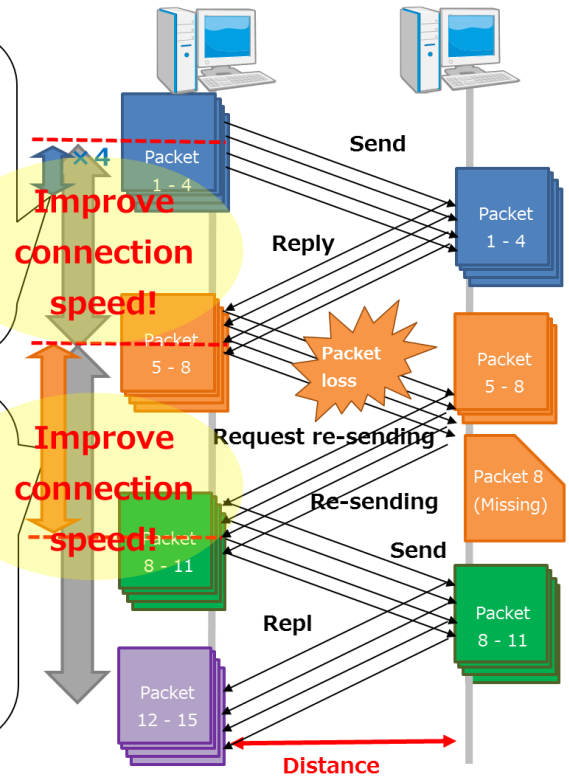 Send
× 4
Packet
1 - 4
Improve
connection
speed!
Packet
1 - 4
Reply
Packet
5 - 8
Packet
loss
Packet
5 - 8
Improve
connection
speed!
Request re-sending
Packet 8
(Missing)
Re-sending
Packet
8 - 11
Send
Packet
8 - 11
Repl
Packet
12 - 15
Distance